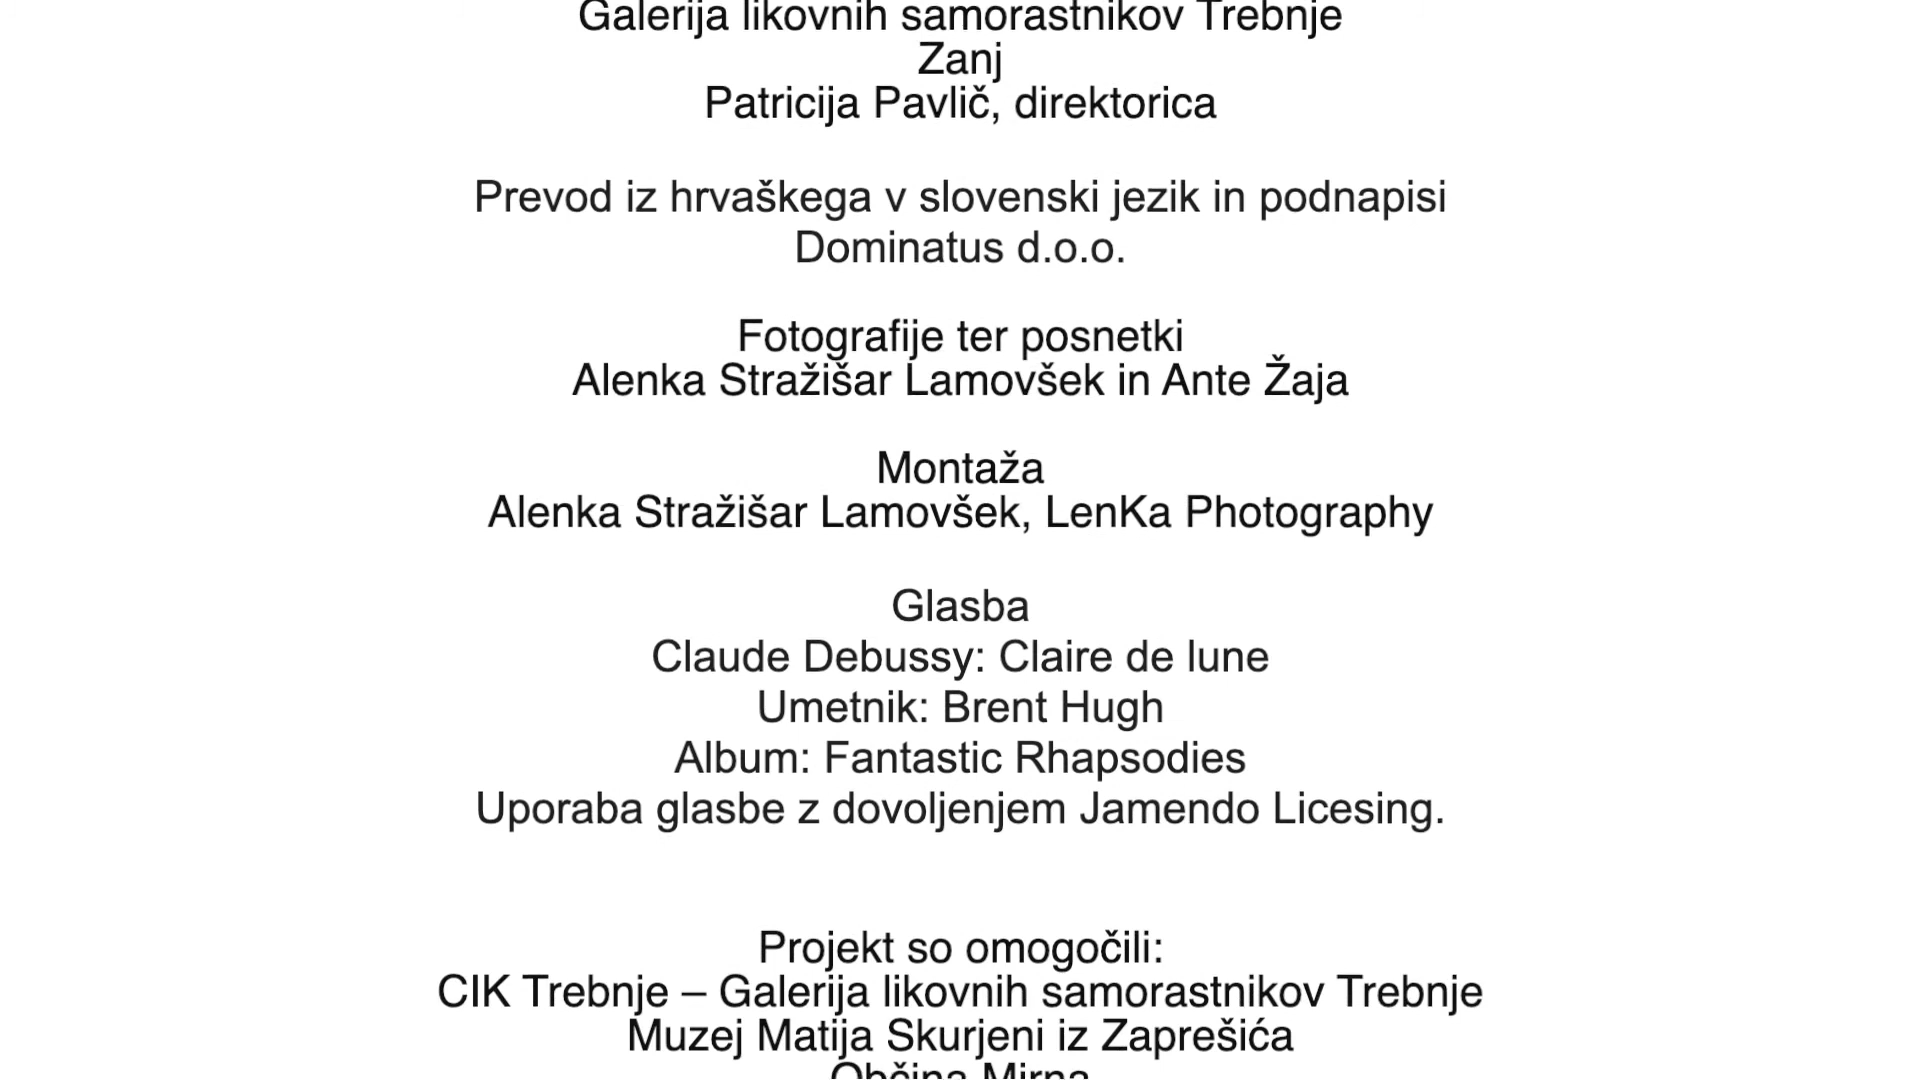 Galerija likovnih samorastnikov Trebnje
Zanj
Patricija Pavlič, direktorica
Prevod iz hrvaškega v slovenski jezik in podnapisi
Dominatus d.o.o.
Fotografije ter posnetki
Alenka Stražišar Lamovšek in Ante Žaja
Montaža
Alenka Stražišar Lamovšek, LenKa Photography
Glasba
Claude Debussy: Claire de lune
Umetnik: Brent Hugh
Album: Fantastic Rhapsodies
Uporaba glasbe z dovoljenjem Jamendo Licesing.
Projekt so omogočili:
CIK Trebnje – Galerija likovnih samorastnikov Trebnje
Muzej Matija Skurjeni iz Zaprešića
Občina Mirna